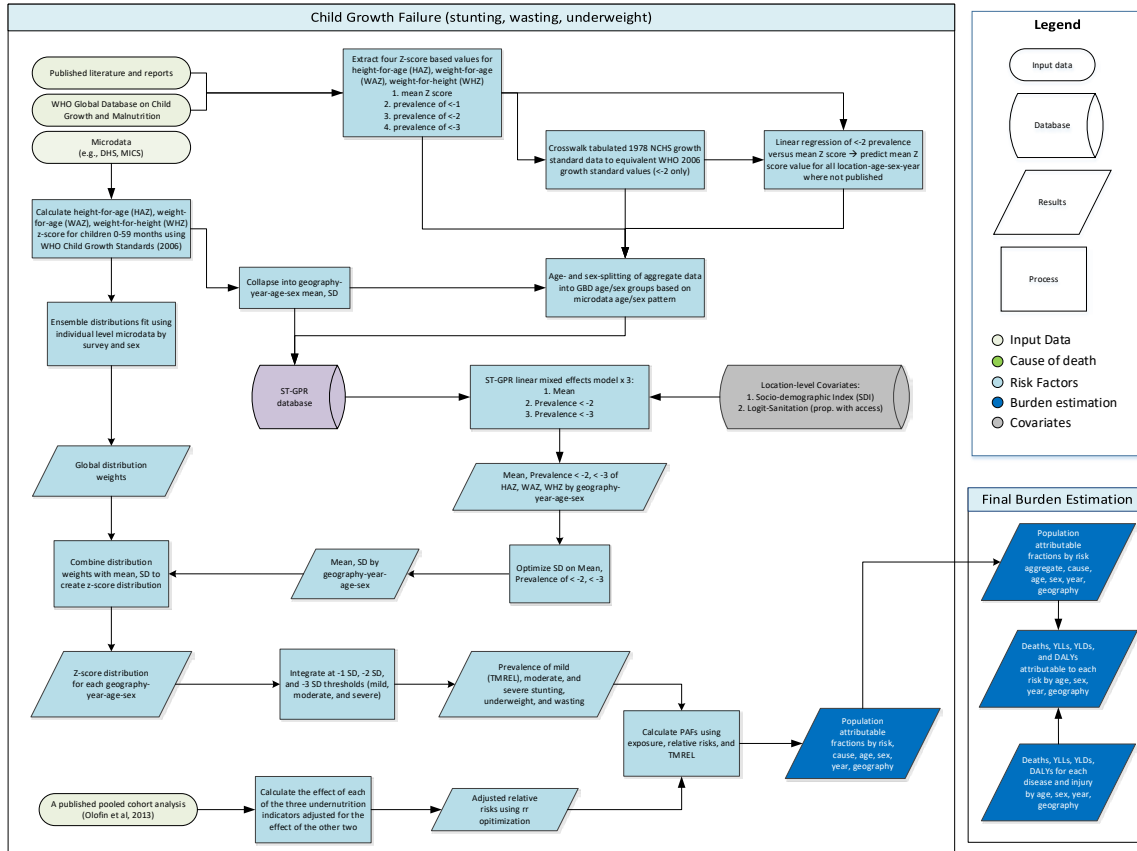 Child Growth Failure (stunting, wasting, underweight)
Published literature and reports
WHO Global Database on Child
Growth and Malnutrition
Microdata
(e.g., DHS, MICS)
Extract four Z-score based values for
height-for-age (HAZ), weight-for-age
(WAZ), weight-for-height (WHZ)
1. mean Z score
2. prevalence of <-1
3. prevalence of <-2
4. prevalence of <-3
Crosswalk tabulated 1978 NCHS growth
standard data to equivalent WHO 2006
growth standard values (<-2 only)
Linear regression of <-2 prevalence
versus mean Z score → predict mean Z
score value for all location-age-sex-year
where not published
Calculate height-for-age (HAZ), weight-
for-age (WAZ), weight-for-height (WHZ)
z-score for children 0-59 months using
WHO Child Growth Standards (2006)
Collapse into geography-
year-age-sex mean, SD
Age- and sex-splitting of aggregate data
into GBD age/sex groups based on
microdata age/sex pattern
Ensemble distributions fit using
individual level microdata by
survey and sex
ST-GPR
database
ST-GPR linear mixed effects model x 3:
1. Mean
2. Prevalence < -2
3. Prevalence < -3
Location-level Covariates:
1. Socio-demographic Index (SDI)
2. Logit-Sanitation (prop. with access)
Global distribution
weights
Mean, Prevalence < -2, < -3 of
HAZ, WAZ, WHZ by geography-
year-age-sex
Combine distribution
weights with mean, SD to
create z-score distribution
Mean, SD by
geography-year-
age-sex
Optimize SD on Mean,
Prevalence of < -2, < -3
Z-score distribution
for each geography-
year-age-sex
Integrate at -1 SD, -2 SD,
and -3 SD thresholds (mild,
moderate, and severe)
Prevalence of mild
(TMREL), moderate, and
severe stunting,
underweight, and wasting
Calculate PAFs using
exposure, relative risks, and
TMREL
Population
attributable
fractions by risk,
cause, age, sex,
year, geography
A published pooled cohort analysis
(Olofin et al, 2013)
Calculate the effect of each
of the three undernutrition
indicators adjusted for the
effect of the other two
Adjusted relative
risks using rr
opitimization
Legend
Input data
Database
Results
Process
Input Data
Cause of death
Risk Factors
Burden estimation
Covariates
Final Burden Estimation
Population
attributable
fractions by risk
aggregate, cause,
age, sex, year,
geography
Deaths, YLLs, YLDs,
and DALYs
attributable to each
risk by age, sex,
year, geography
Deaths, YLLs, YLDs,
DALYs for each
disease and injury
by age, sex, year,
geography